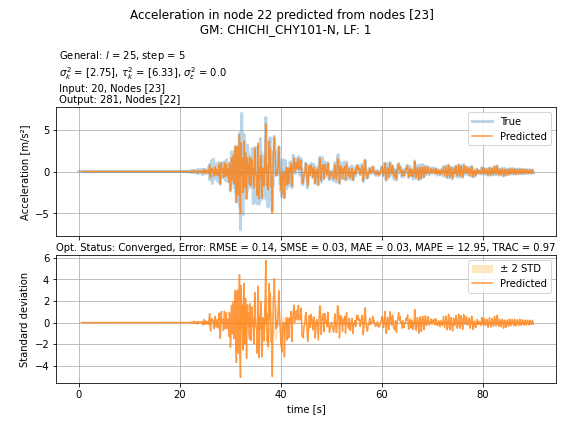 Acceleration in node 22 predicted from nodes [23]
GM: CHICHI_CHY101-N, LF: 1
General: l = 25, step = 5
σ²ₖ = [2.75], τ²ₖ = [6.33], σ²ε = 0.0
Input: 20, Nodes [23]
Output: 281, Nodes [22]
True
Predicted
Acceleration [m/s²]
5
0
−5
Opt. Status: Converged, Error: RMSE = 0.14, SMSE = 0.03, MAE = 0.03, MAPE = 12.95, TRAC = 0.97
± 2 STD
Predicted
Standard deviation
6
4
2
0
−2
−4
0 20 40 60 80
time [s]